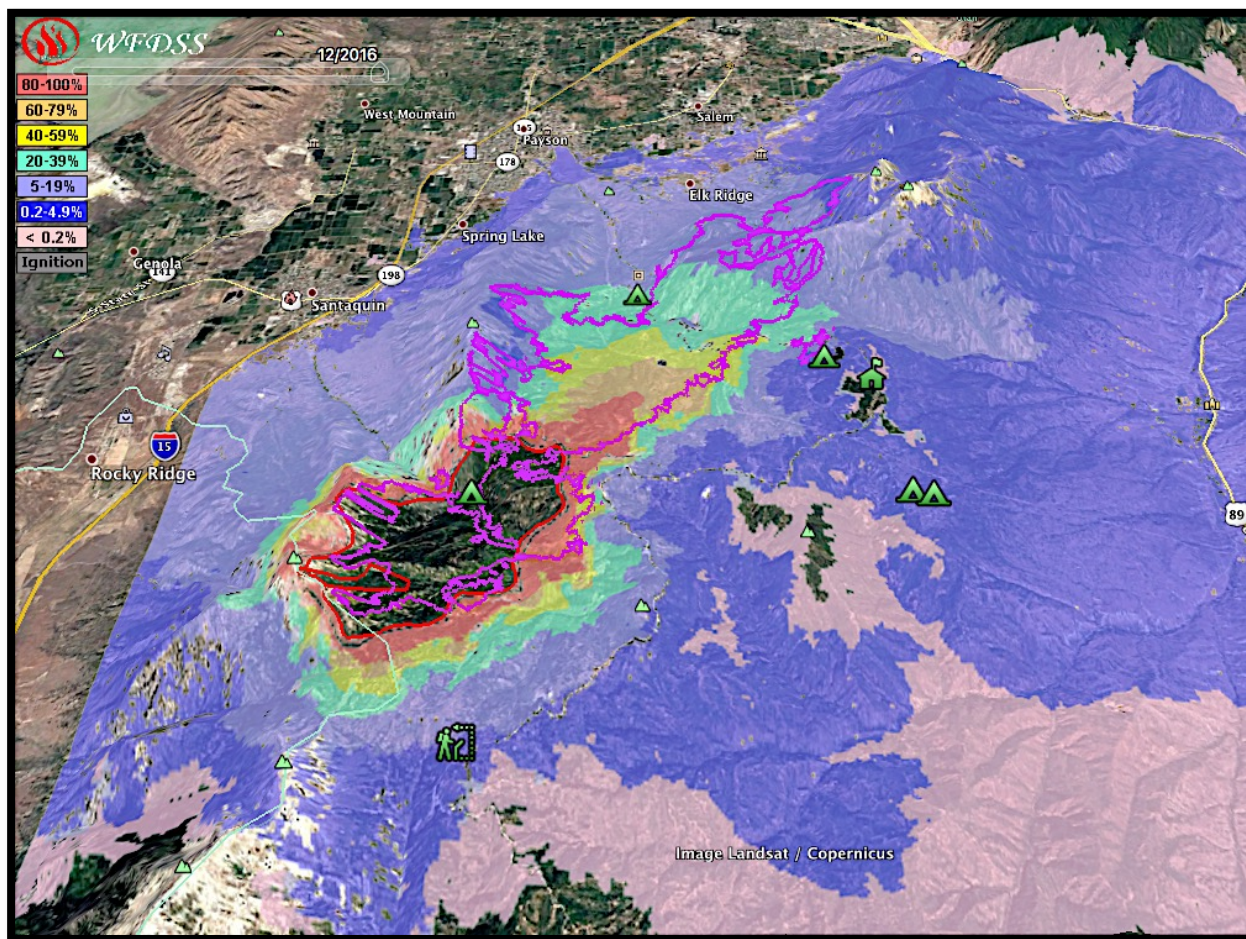 WFDSS
12/2016
80-100%
60-79%
40-59%
20-39%
5-19%
0.2-4.9%
< 0.2%
Ignition
West Mountain
Salem
Payson
178
Elk Ridge
Spring Lake
Genola
141
198
Santaquin
15
Rocky Ridge
89
Image Landsat / Copernicus